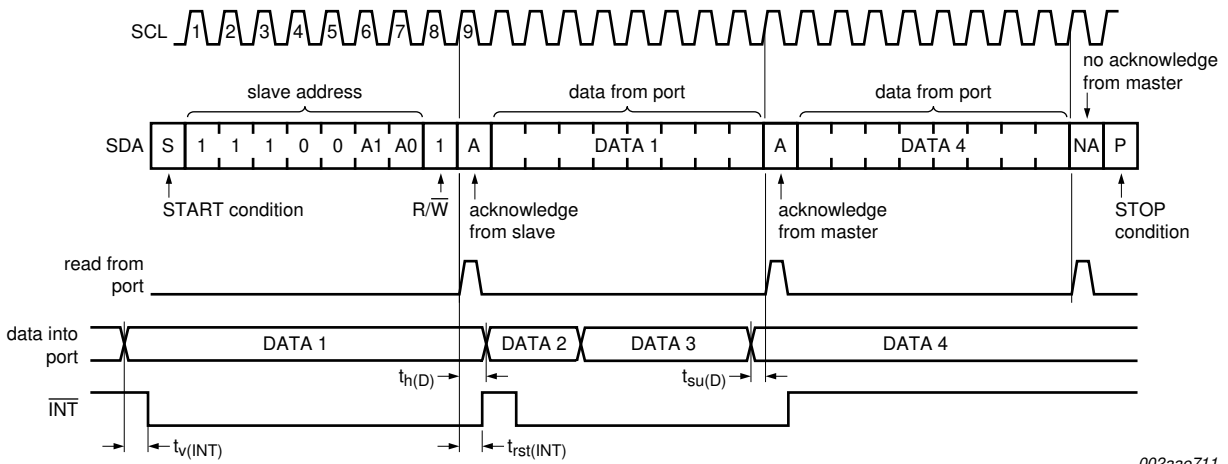 SCL 1 2 3 4 5 6 7 8 9
no acknowledge
from master
slave address data from port data from port
SDA S 1 1 1 0 0 A1 A0 1 A DATA 1 A DATA 4 NA P
START condition R/W̅ acknowledge
from slave
acknowledge
from master
STOP
condition
read from
port
data into
port
DATA 1 DATA 2 DATA 3 DATA 4
th(D) tsu(D)
I̅N̅T̅
tv(INT) trst(INT)
002aae711